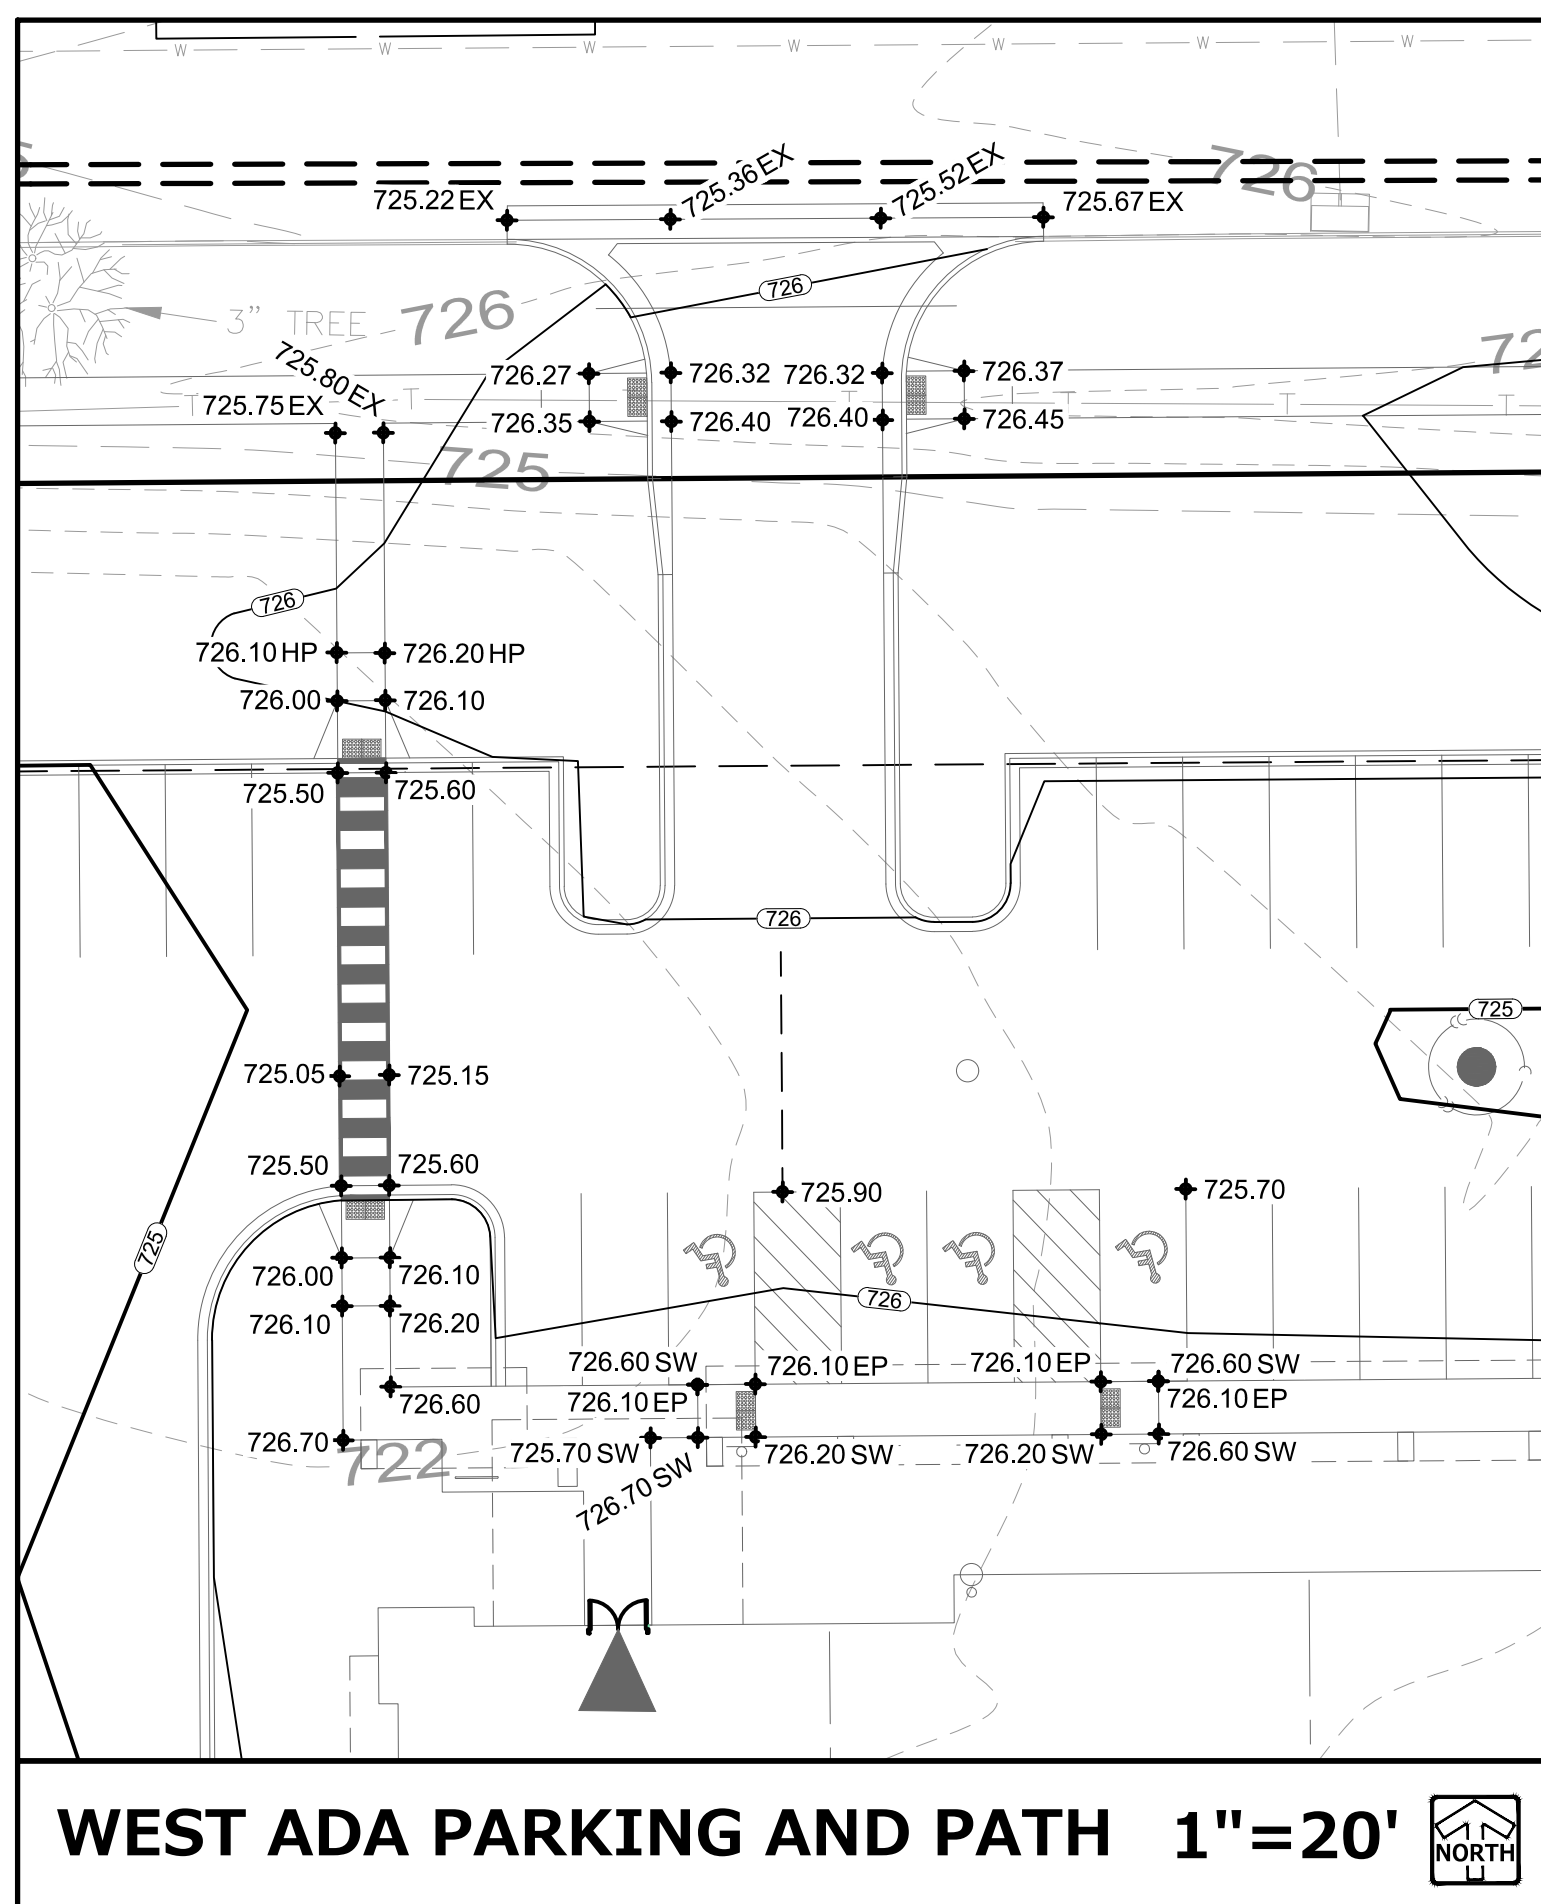 W W W W W W W
726
725.22 EX
725.36 EX
725.52 EX
725.67 EX
726
726
3" TREE
725.80 EX
725.75 EX
726.27
726.32
726.32
726.37
726.35
726.40
726.40
726.45
T T T T T T T
725
726
726.10 HP
726.20 HP
726.00
726.10
725.50
725.60
726
725
725.05
725.15
725.50
725.60
725.90
725.70
725
726.00
726.10
726.10
726.20
726
726.60 SW
726.10 EP
726.10 EP
726.60 SW
726.60
726.10 EP
726.10 EP
726.70
722
725.70 SW
726.20 SW
726.20 SW
726.60 SW
726.70 SW
WEST ADA PARKING AND PATH 1"=20'
NORTH